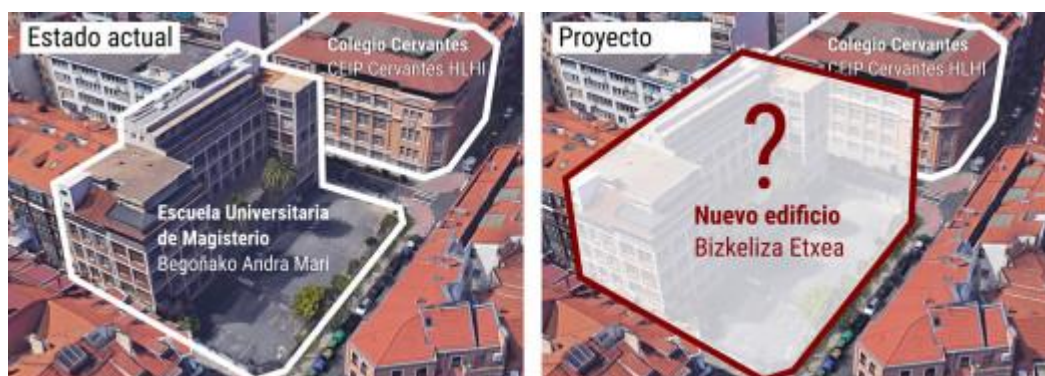 Estado actual
Colegio Cervantes
CEIP Cervantes HLHI
Escuela Universitaria
de Magisterio
Begoñako Andra Mari
Proyecto
Colegio Cervantes
CEIP Cervantes HLHI
?
Nuevo edificio
Bizkeliza Etxea